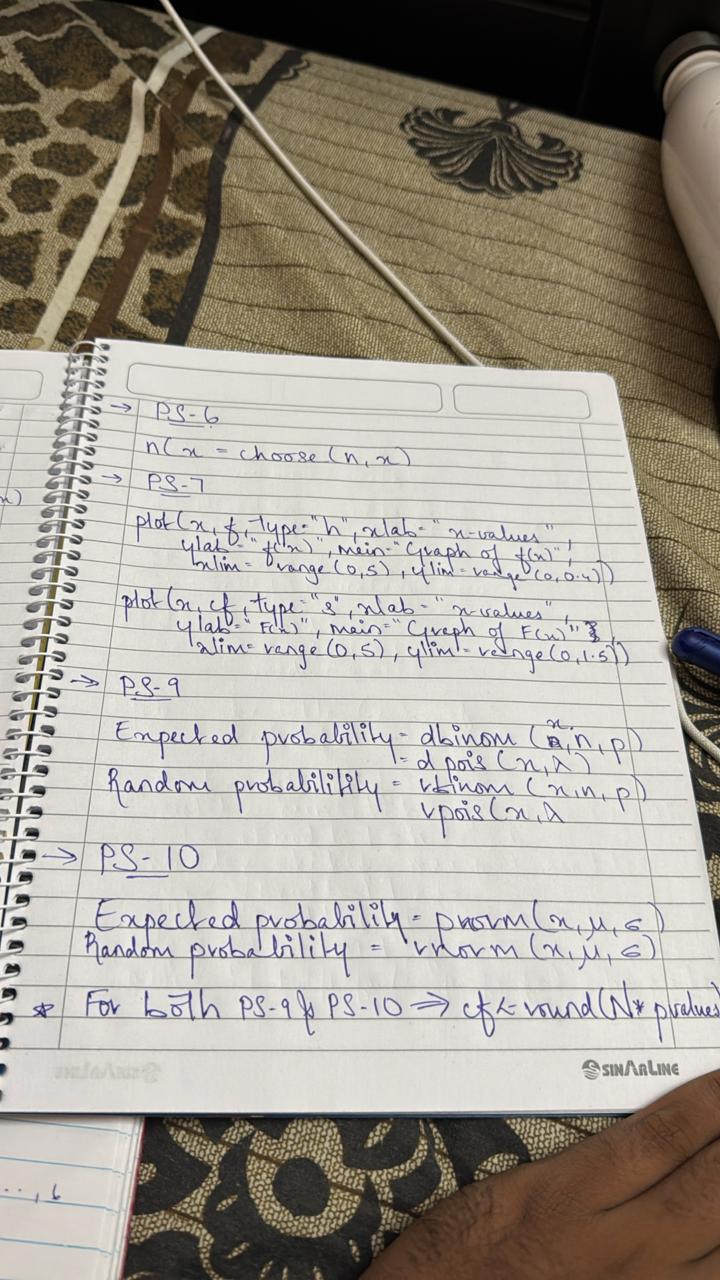 → PS-6
nCx = choose (n, x)
→ PS-7
plot(x, f, type="h", xlab="x-values",
ylab="f(x)", main="Graph of f(x)",
xlim= range (0,5), ylim=range (0, 0.4))
plot(x, cf, type="s", xlab="x-values",
ylab="F(x)", main="Graph of F(x)",
xlim= range (0,5), ylim= range(0,1.5))
→ PS-9
Expected probability= dbinom (x, n, p)
= dpois (x, λ)
Random probabilitity = rbinom (x, n, p)
rpois (x, λ
→ PS-10
Expected probability= pnorm(x, μ, σ)
Random probability = rnorm (x, μ, σ)
* For both PS-9 & PS-10 ⇒ cf <- round(N* pvalues)
SINARLINE
x)
..., 6